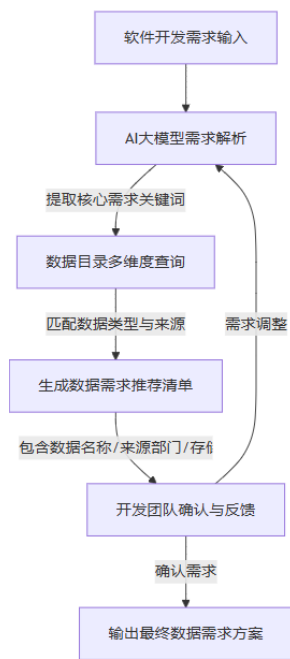 软件开发需求输入
AI大模型需求解析
提取核心需求关键词
数据目录多维度查询
匹配数据类型与来源
需求调整
生成数据需求推荐清单
包含数据名称/来源部门/存储
开发团队确认与反馈
确认需求
输出最终数据需求方案